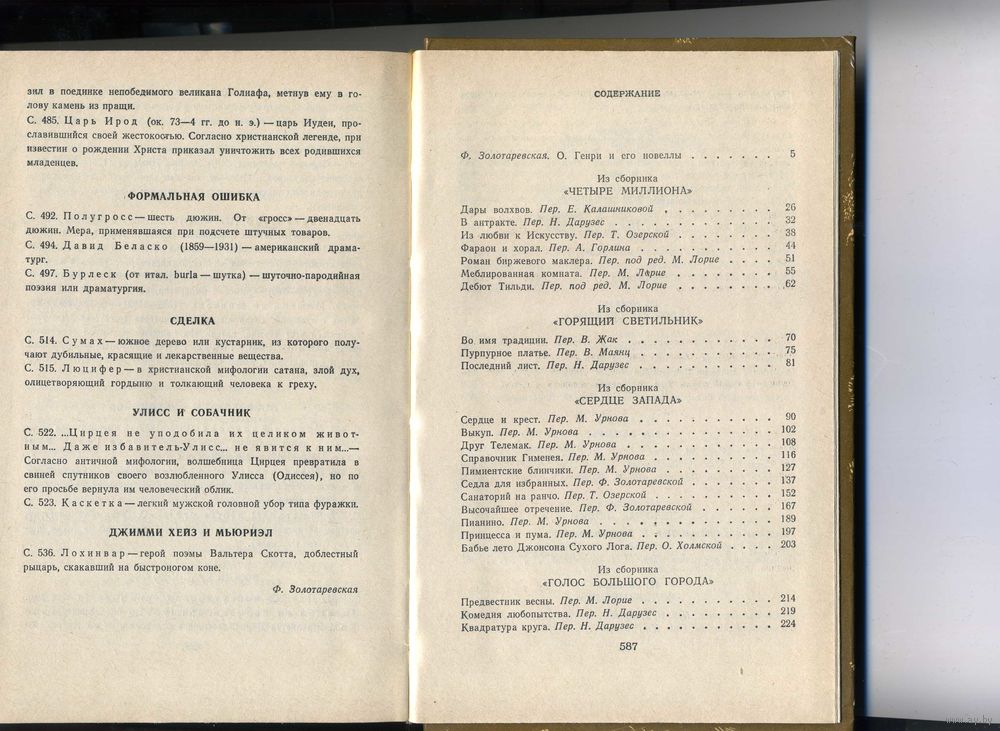 зил в поединке непобедимого великана Голиафа, метнув ему в го-
лову камень из пращи.
С. 485. Царь Ирод (ок. 73—4 гг. до н. э.) — царь Иудеи, про-
славившийся своей жестокостью. Согласно христианской легенде, при
известии о рождении Христа приказал уничтожить всех родившихся
младенцев.
ФОРМАЛЬНАЯ ОШИБКА
С. 492. Полугросс — шесть дюжин. От «гросс» — двенадцать
дюжин. Мера, применявшаяся при подсчете штучных товаров.
С. 494. Давид Беласко (1859—1931) — американский драма-
тург.
С. 497. Бурлеск (от итал. burla — шутка) — шуточно-пародийная
поэзия или драматургия.
СДЕЛКА
С. 514. Сумах — южное дерево или кустарник, из которого полу-
чают дубильные, красящие и лекарственные вещества.
С. 515. Люцифер — в христианской мифологии сатана, злой дух,
олицетворяющий гордыню и толкающий человека к греху.
УЛИСС И СОБАЧНИК
С. 522. ...Цирцея не уподобила их целиком живот-
ным... Даже избавитель-Улисс... не явится к ним...—
Согласно античной мифологии, волшебница Цирцея превратила в
свиней спутников своего возлюбленного Улисса (Одиссея), но по
его просьбе вернула им человеческий облик.
С. 523. Каскетка — легкий мужской головной убор типа фуражки.
ДЖИММИ ХЕЙЗ И МЬЮРИЭЛ
С. 536. Лохинвар — герой поэмы Вальтера Скотта, доблестный
рыцарь, скакавший на быстроногом коне.
Ф. Золотаревская
СОДЕРЖАНИЕ
Ф. Золотаревская. О. Генри и его новеллы . . . . . . . 5
Из сборника
«ЧЕТЫРЕ МИЛЛИОНА»
Дары волхвов. Пер. Е. Калашниковой . . . . . . . . . 26
В антракте. Пер. Н. Дарузес . . . . . . . . . . . . . 32
Из любви к Искусству. Пер. Т. Озерской . . . . . . . . 38
Фараон и хорал. Пер. А. Горлина . . . . . . . . . . . 44
Роман биржевого маклера. Пер. под ред. М. Лорие . . . . 51
Меблированная комната. Пер. М. Лорие . . . . . . . . 55
Дебют Тильди. Пер. под ред. М. Лорие . . . . . . . . 62
Из сборника
«ГОРЯЩИЙ СВЕТИЛЬНИК»
Во имя традиции. Пер. В. Жак . . . . . . . . . . . . 70
Пурпурное платье. Пер. В. Маянц . . . . . . . . . . . 75
Последний лист. Пер. Н. Дарузес . . . . . . . . . . . 81
Из сборника
«СЕРДЦЕ ЗАПАДА»
Сердце и крест. Пер. М. Урнова . . . . . . . . . . . 90
Выкуп. Пер. М. Урнова . . . . . . . . . . . . . . . 102
Друг Телемак. Пер. М. Урнова . . . . . . . . . . . . 108
Справочник Гименея. Пер. М. Урнова . . . . . . . . . . 116
Пимиентские блинчики. Пер. М. Урнова . . . . . . . . . 127
Седла для избранных. Пер. Ф. Золотаревской . . . . . . . 137
Санаторий на ранчо. Пер. Т. Озерской . . . . . . . . . 152
Высочайшее отречение. Пер. Ф. Золотаревской . . . . . . 167
Пианино. Пер. М. Урнова . . . . . . . . . . . . . . 189
Принцесса и пума. Пер. М. Урнова . . . . . . . . . . . 197
Бабье лето Джонсона Сухого Лога. Пер. О. Холмской . . . . 203
Из сборника
«ГОЛОС БОЛЬШОГО ГОРОДА»
Предвестник весны. Пер. М. Лорие . . . . . . . . . . . 214
Комедия любопытства. Пер. Н. Дарузес . . . . . . . . . 219
Квадратура круга. Пер. Н. Дарузес . . . . . . . . . . . 224
587
www.ay.by